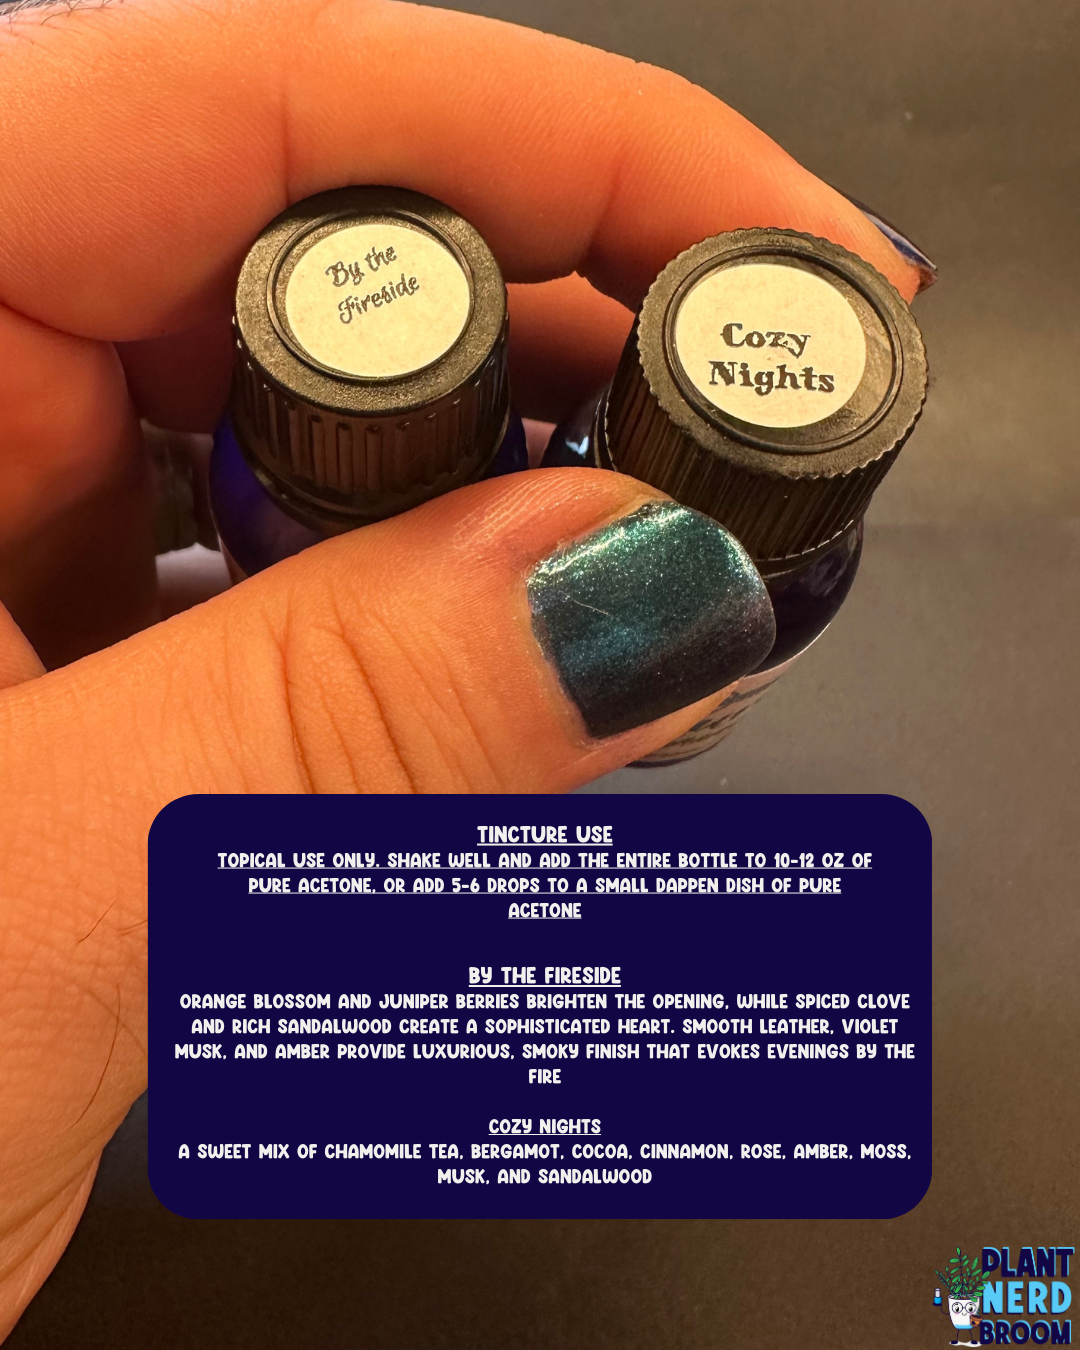 By the
Fireside
Cozy
Nights
TINCTURE USE
TOPICAL USE ONLY. SHAKE WELL AND ADD THE ENTIRE BOTTLE TO 10-12 OZ OF
PURE ACETONE, OR ADD 5-6 DROPS TO A SMALL DAPPEN DISH OF PURE
ACETONE
BY THE FIRESIDE
ORANGE BLOSSOM AND JUNIPER BERRIES BRIGHTEN THE OPENING, WHILE SPICED CLOVE
AND RICH SANDALWOOD CREATE A SOPHISTICATED HEART. SMOOTH LEATHER, VIOLET
MUSK, AND AMBER PROVIDE LUXURIOUS, SMOKY FINISH THAT EVOKES EVENINGS BY THE
FIRE
COZY NIGHTS
A SWEET MIX OF CHAMOMILE TEA, BERGAMOT, COCOA, CINNAMON, ROSE, AMBER, MOSS,
MUSK, AND SANDALWOOD
PLANT
NERD
BROOM